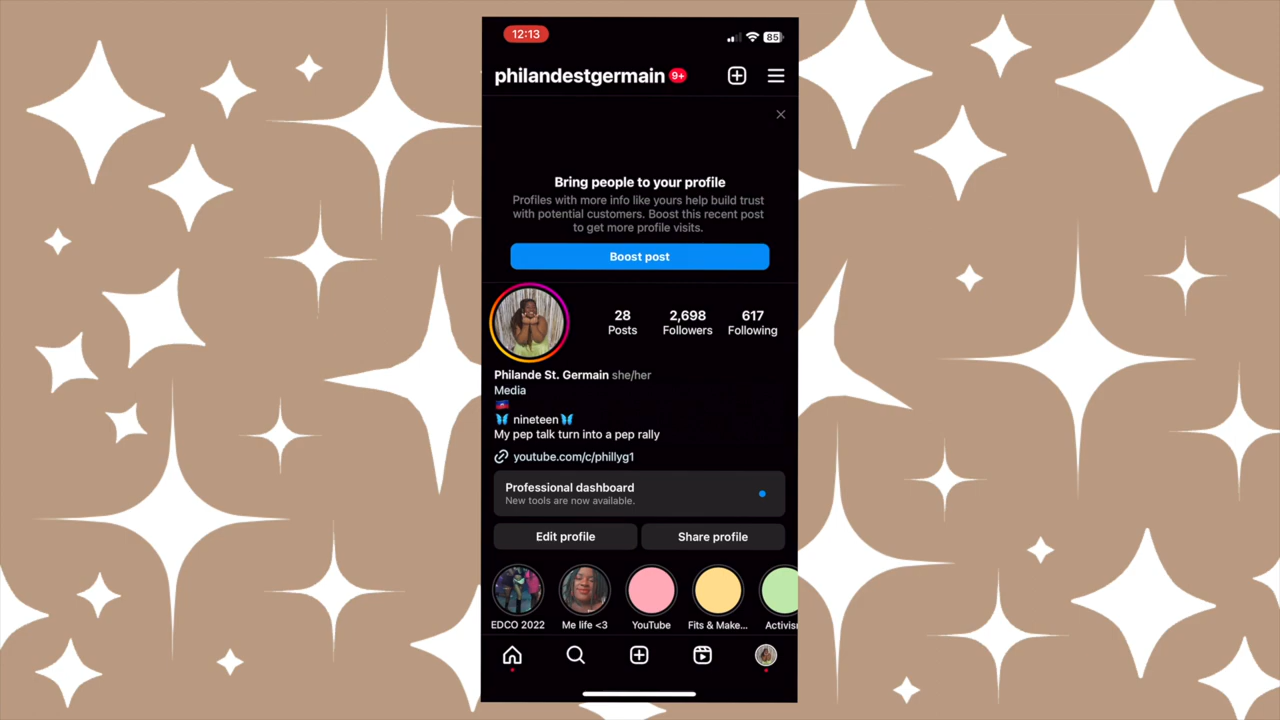 12:13
85
philandestgermain 9+
Bring people to your profile
Profiles with more info like yours help build trust
with potential customers. Boost this recent post
to get more profile visits.
Boost post
28 2,698 617
Posts Followers Following
Philande St. Germain she/her
Media
🇭🇹
🦋 nineteen🦋
My pep talk turn into a pep rally
youtube.com/c/phillyg1
Professional dashboard
New tools are now available.
Edit profile Share profile
EDCO 2022 Me life <3 YouTube Fits & Make... Activism